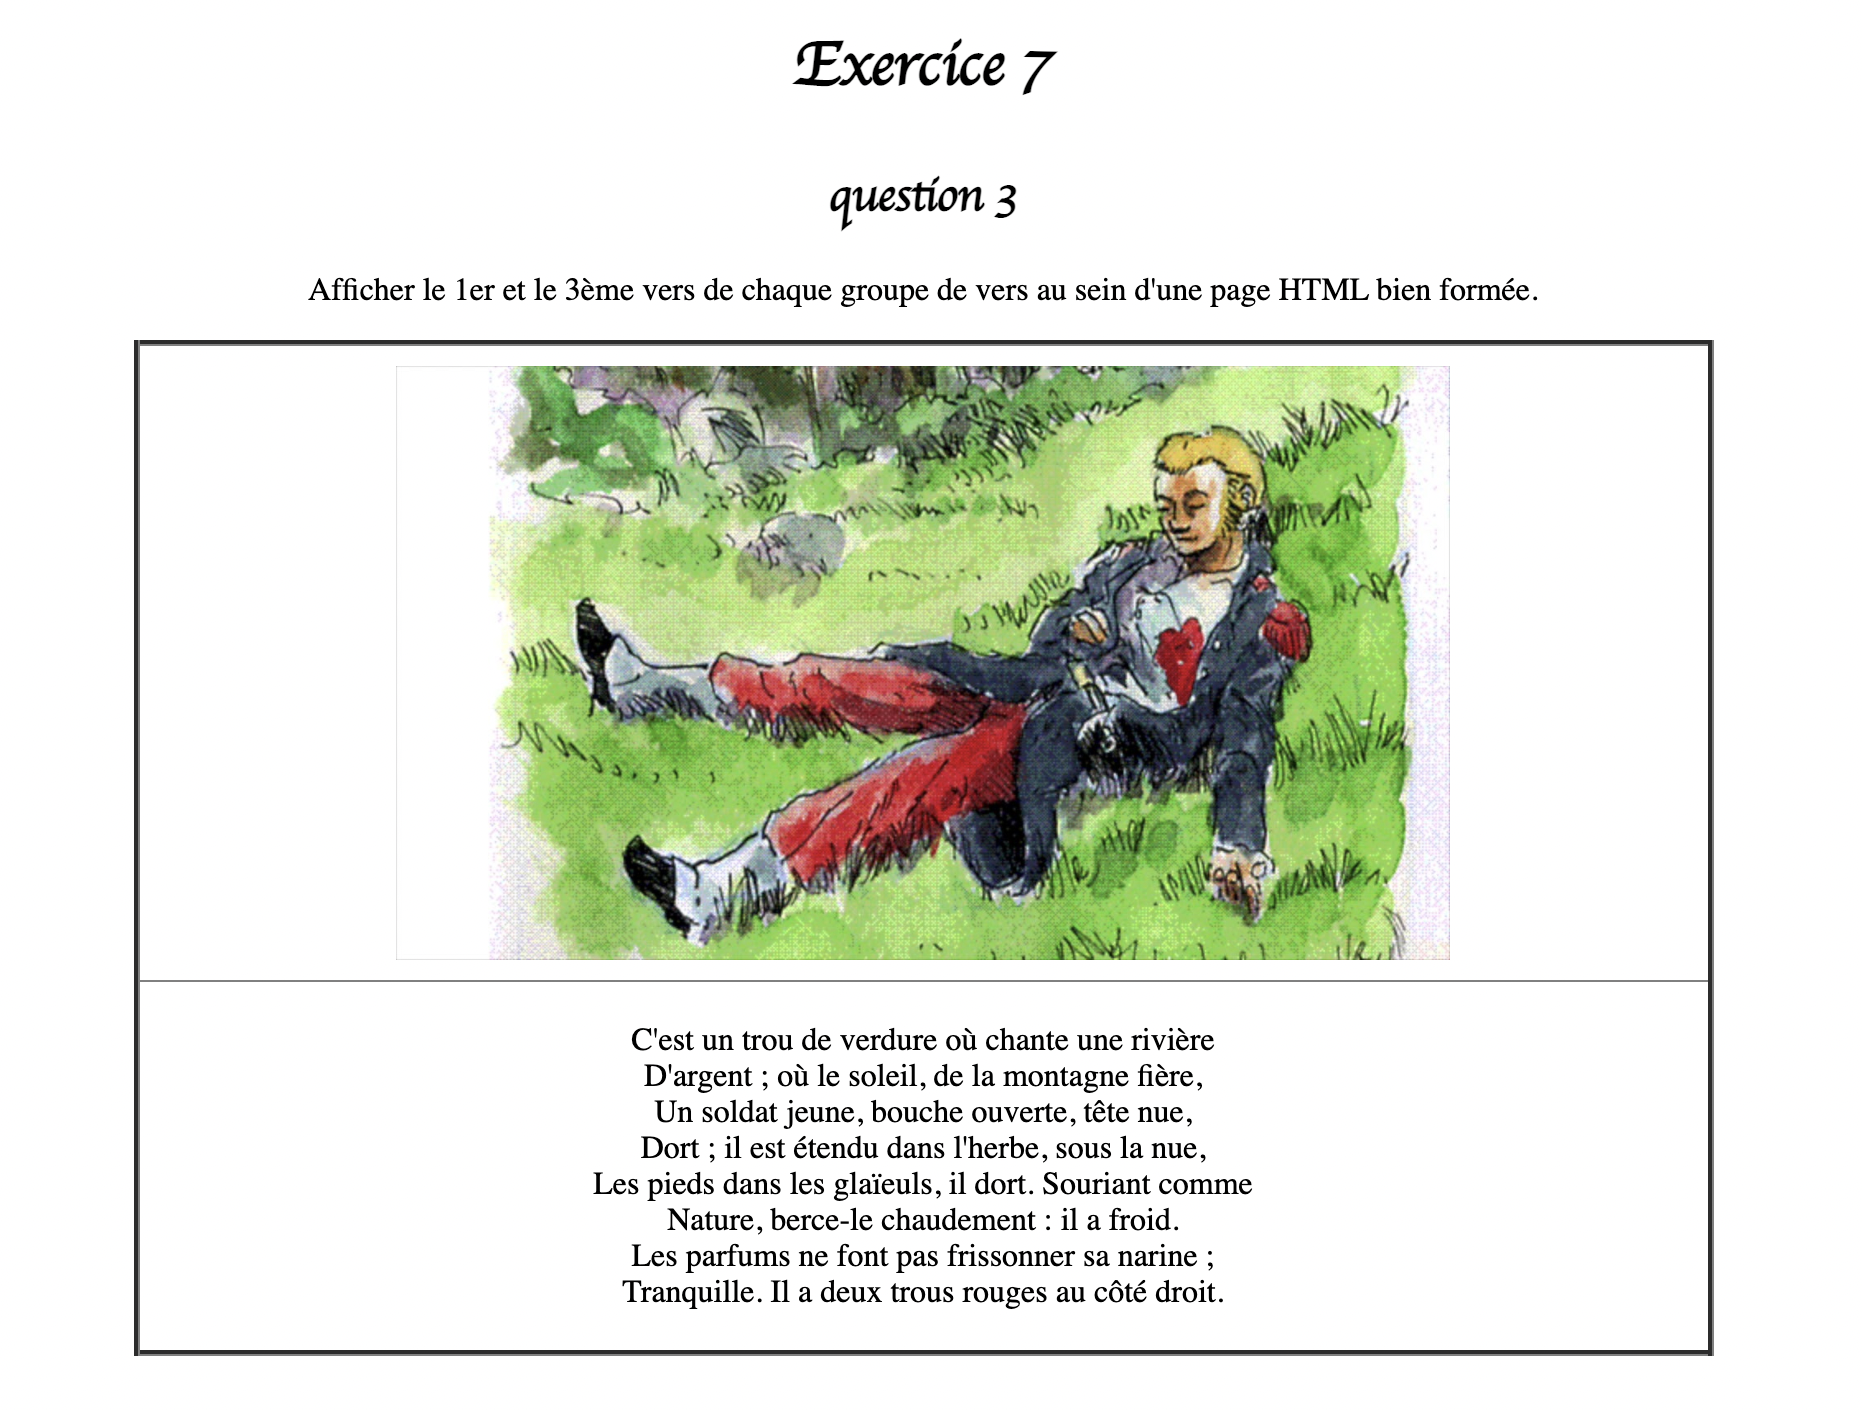 Exercice 7
question 3
Afficher le 1er et le 3ème vers de chaque groupe de vers au sein d'une page HTML bien formée.
C'est un trou de verdure où chante une rivière
D'argent ; où le soleil, de la montagne fière,
Un soldat jeune, bouche ouverte, tête nue,
Dort ; il est étendu dans l'herbe, sous la nue,
Les pieds dans les glaïeuls, il dort. Souriant comme
Nature, berce-le chaudement : il a froid.
Les parfums ne font pas frissonner sa narine ;
Tranquille. Il a deux trous rouges au côté droit.